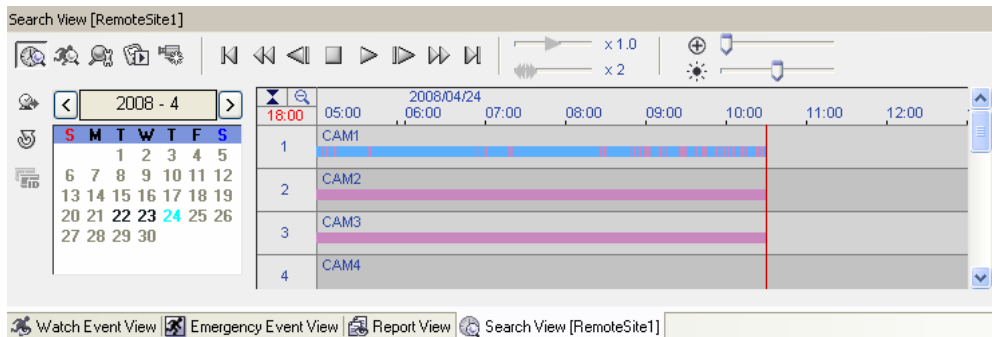 Search View [RemoteSite1]
x 1.0
x 2
2008 - 4
S M T W T F S
1 2 3 4 5
6 7 8 9 10 11 12
13 14 15 16 17 18 19
20 21 22 23 24 25 26
27 28 29 30
EID
18:00
2008/04/24
05:00 06:00 07:00 08:00 09:00 10:00 11:00 12:00
1 CAM1
2 CAM2
3 CAM3
4 CAM4
Watch Event View Emergency Event View Report View Search View [RemoteSite1]